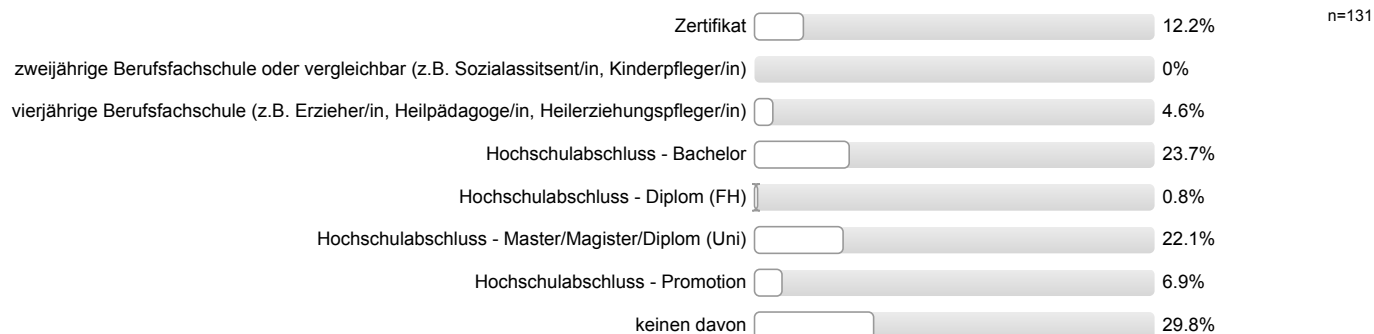 Zertifikat 12.2% n=131
zweijährige Berufsfachschule oder vergleichbar (z.B. Sozialassitsent/in, Kinderpfleger/in) 0%
vierjährige Berufsfachschule (z.B. Erzieher/in, Heilpädagoge/in, Heilerziehungspfleger/in) 4.6%
Hochschulabschluss - Bachelor 23.7%
Hochschulabschluss - Diplom (FH) 0.8%
Hochschulabschluss - Master/Magister/Diplom (Uni) 22.1%
Hochschulabschluss - Promotion 6.9%
keinen davon 29.8%